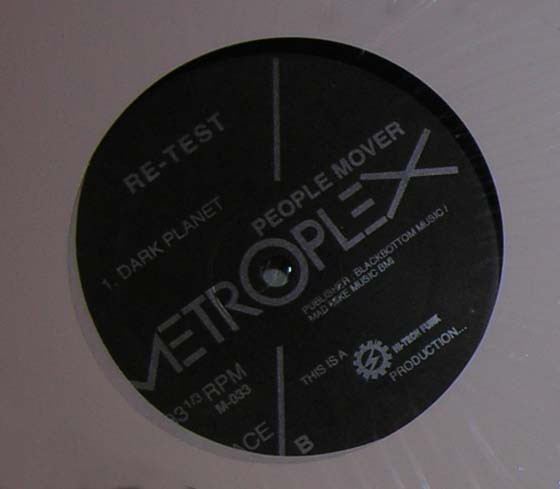 RE-TEST
1. DARK PLANET
PEOPLE MOVER
METROPLEX
PUBLISHER: BLACKBOTTOM MUSIC /
MAD MIKE MUSIC BMI
33 1/3 RPM
M-033
THIS IS A HI-TECH FUNK PRODUCTION...
B